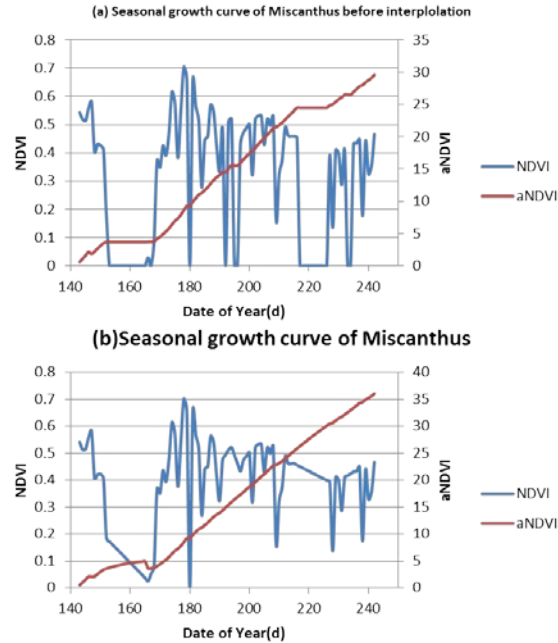 (a) Seasonal growth curve of Miscanthus before interplolation
0.8
0.7
0.6
0.5
0.4
0.3
0.2
0.1
0
NDVI
35
30
25
20
15
10
5
0
aNDVI
NDVI
aNDVI
140 160 180 200 220 240
Date of Year(d)
(b)Seasonal growth curve of Miscanthus
0.8
0.7
0.6
0.5
0.4
0.3
0.2
0.1
0
NDVI
40
35
30
25
20
15
10
5
0
aNDVI
NDVI
aNDVI
140 160 180 200 220 240
Date of Year(d)